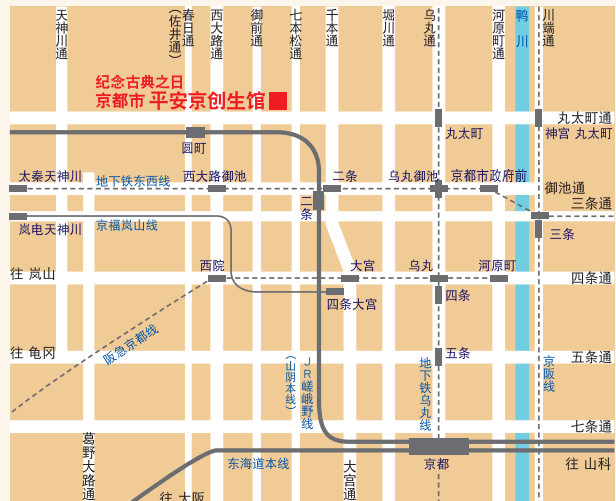 天神川通
（佐井通）
春日通
西大路通
御前通
七本松通
千本通
堀川通
乌丸通
河原町通
鸭川
川端通
纪念古典之日
京都市 平安京创生馆
丸太町通
丸太町
神宫 丸太町
圆町
太秦天神川
地下铁东西线
西大路御池
二条
乌丸御池
京都市政府前
御池通
二条
三条通
岚电天神川
京福岚山线
三条
西院
大宫
乌丸
河原町
往 岚山
四条通
四条大宫
四条
阪急京都线
往 龟冈
五条
五条通
（山阴本线）
JR嵯峨野线
地下铁乌丸线
京阪线
七条通
葛野大路通
东海道本线
大宫通
京都
往 山科
往 大阪